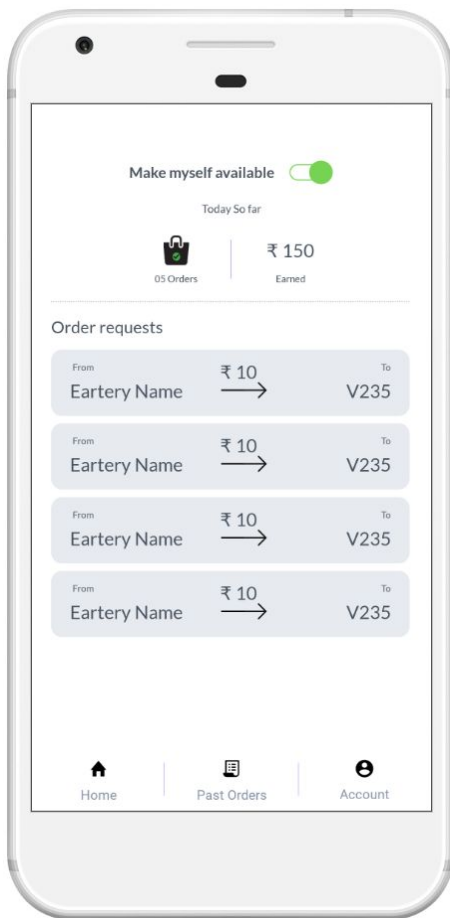 Make myself available
Today So far
₹ 150
05 Orders Earned
Order requests
From ₹ 10 To
Eartery Name V235
From ₹ 10 To
Eartery Name V235
From ₹ 10 To
Eartery Name V235
From ₹ 10 To
Eartery Name V235
Home Past Orders Account